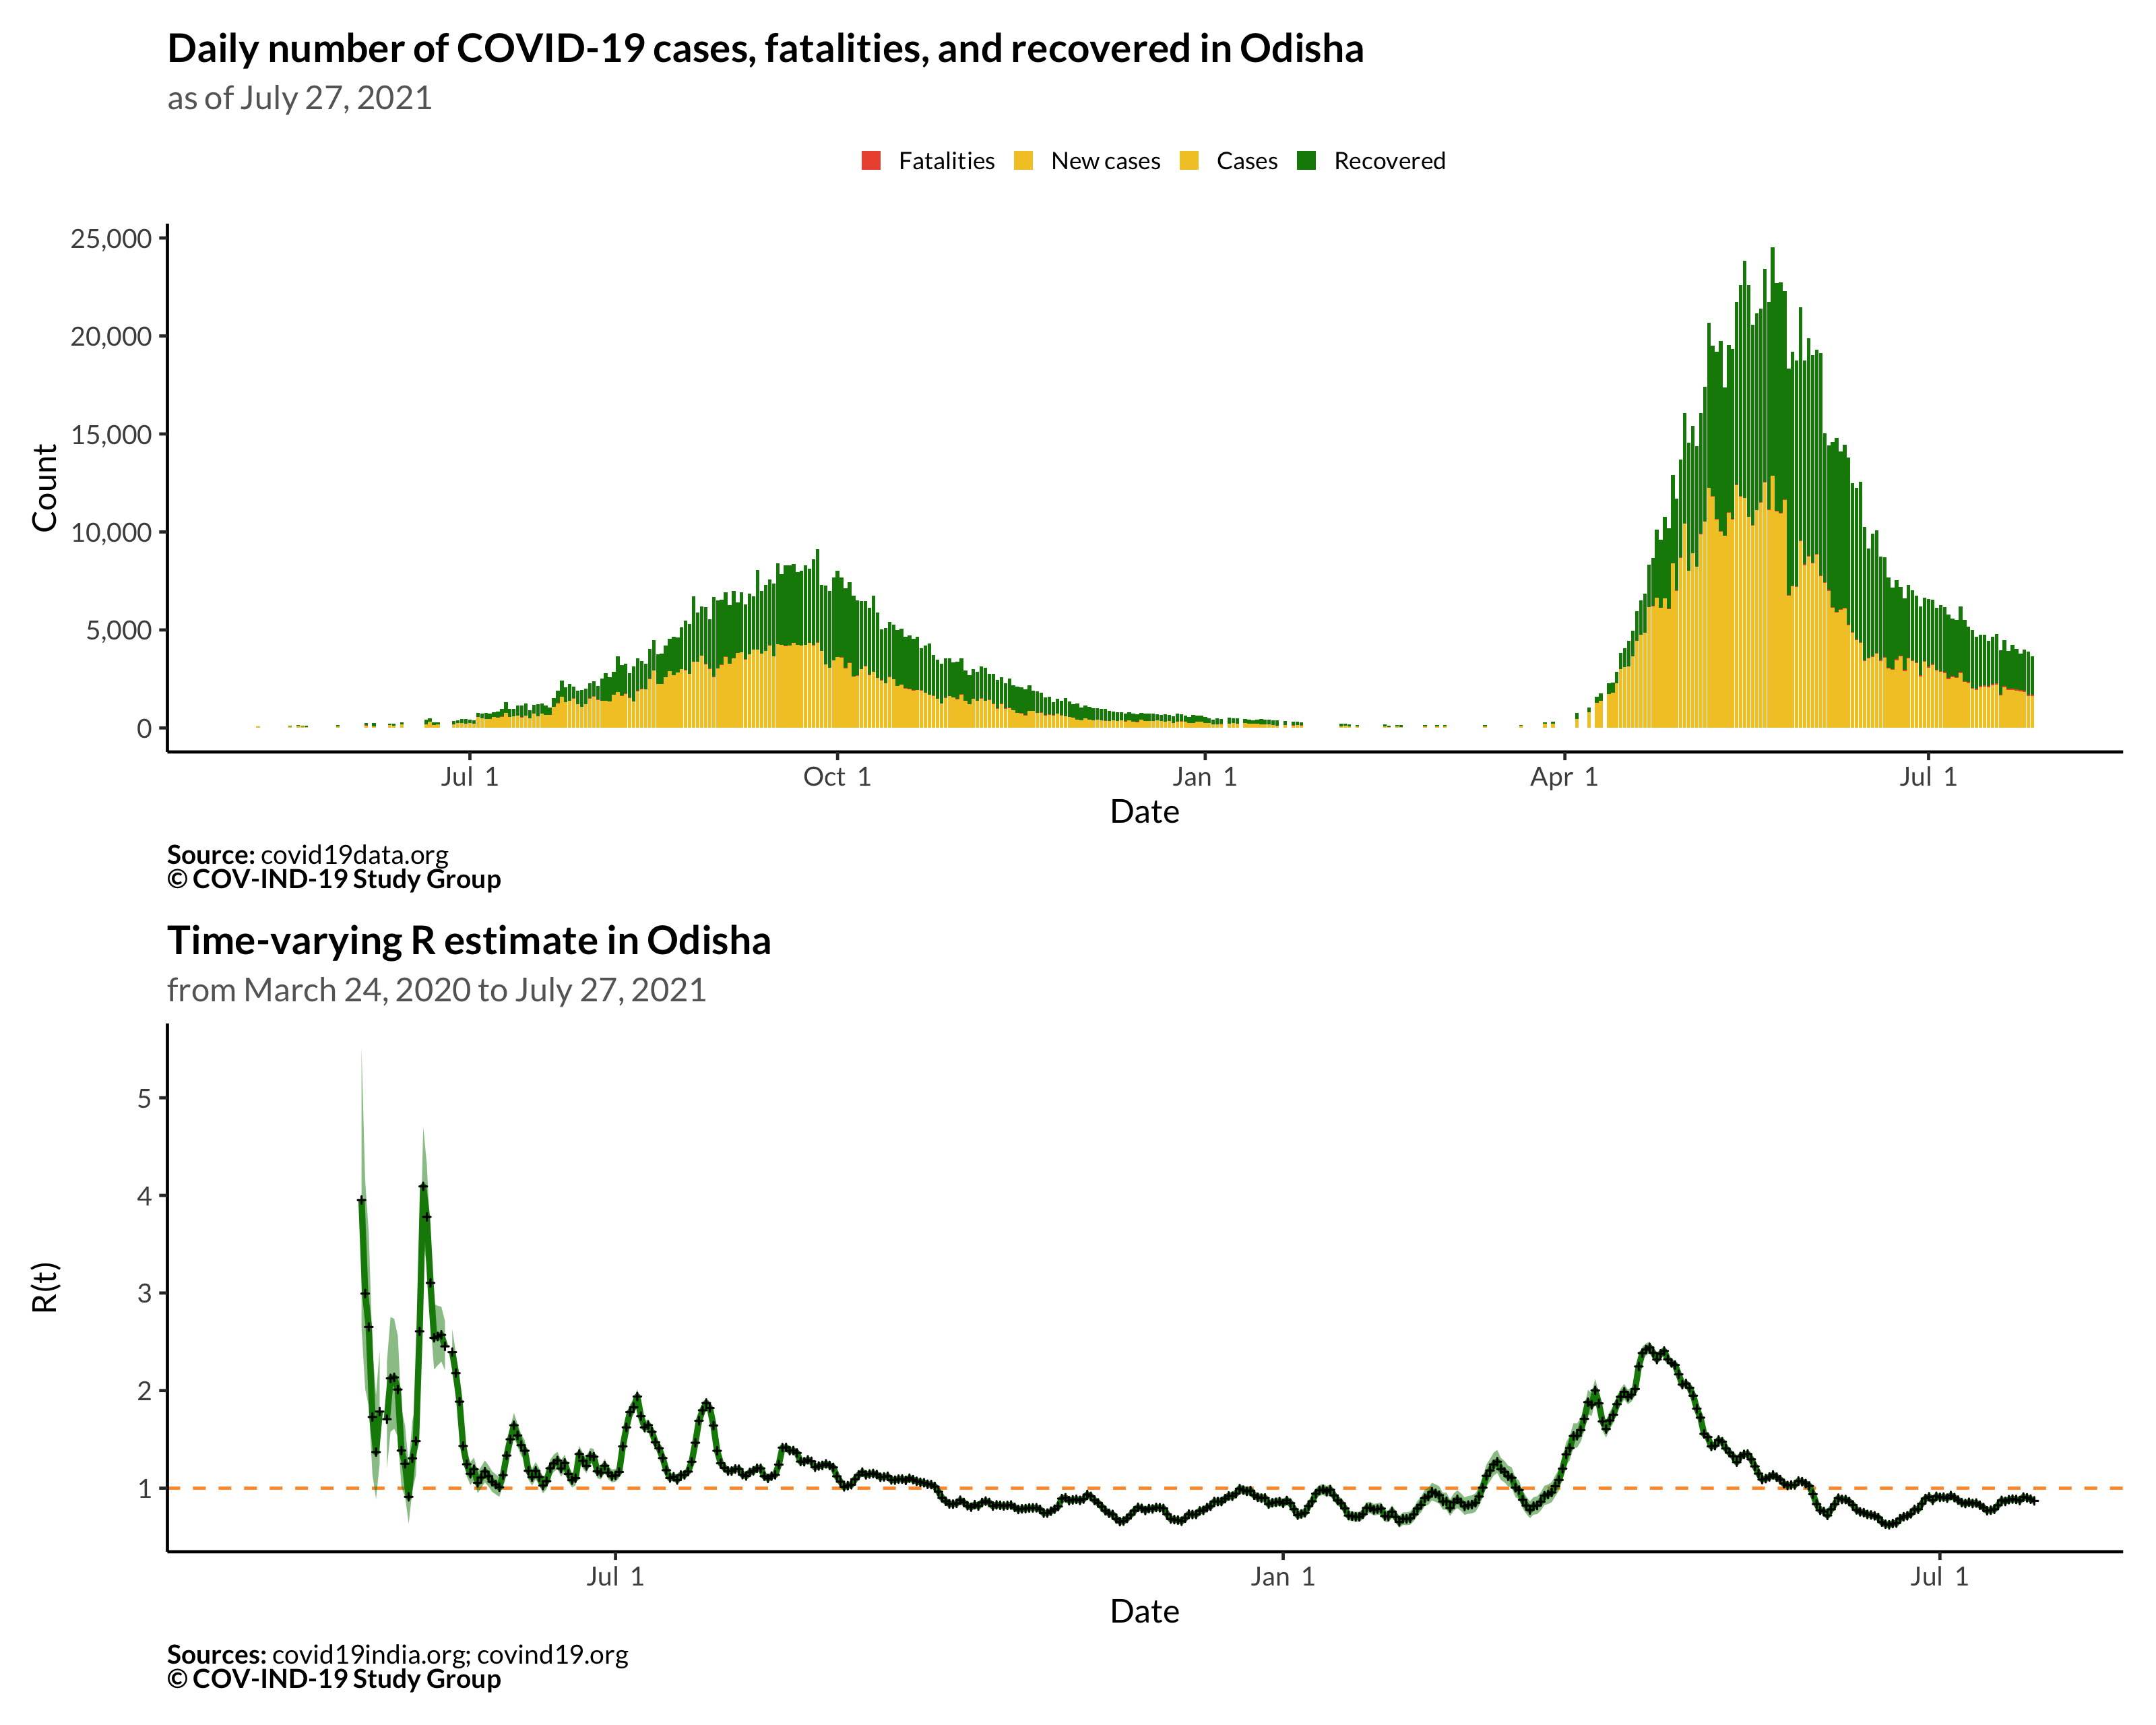 Daily number of COVID-19 cases, fatalities, and recovered in Odisha
as of July 27, 2021
Fatalities New cases Cases Recovered
25,000
20,000
15,000
10,000
5,000
0
Count
Jul 1 Oct 1 Jan 1 Apr 1 Jul 1
Date
Source: covid19data.org
© COV-IND-19 Study Group
Time-varying R estimate in Odisha
from March 24, 2020 to July 27, 2021
5
4
3
2
1
R(t)
Jul 1 Jan 1 Jul 1
Date
Sources: covid19india.org; covind19.org
© COV-IND-19 Study Group